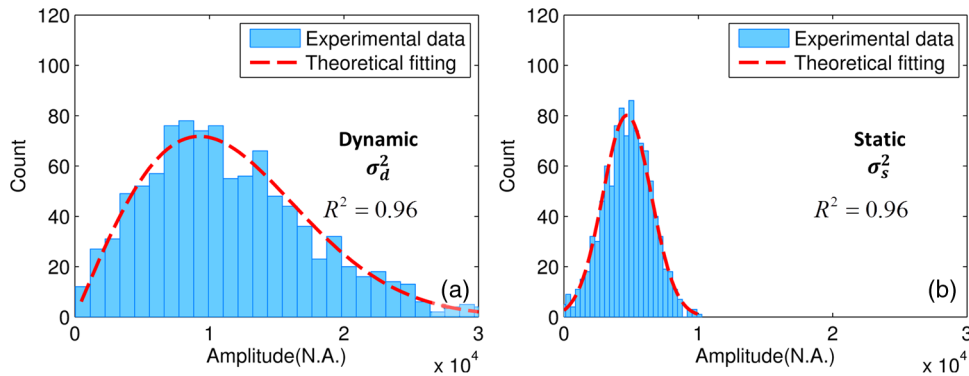 120
100
80
60
40
20
0
Count
Experimental data
Theoretical fitting
Dynamic
σ_d^2
R^2 = 0.96
(a)
0 1 2 3
Amplitude(N.A.)
x 10^4
120
100
80
60
40
20
0
Count
Experimental data
Theoretical fitting
Static
σ_s^2
R^2 = 0.96
(b)
0 1 2 3
Amplitude(N.A.)
x 10^4